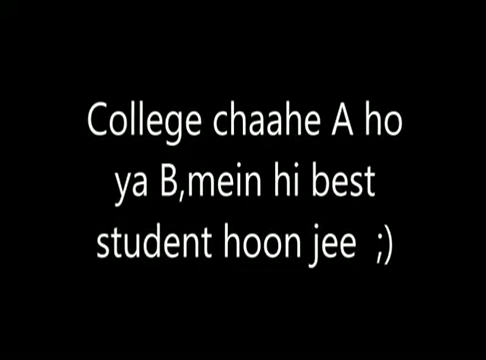 College chaahe A ho
ya B,mein hi best
student hoon jee  ;)